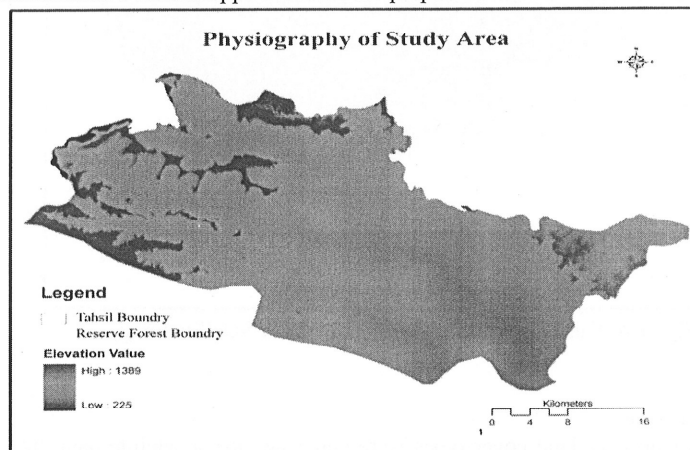 Physiography of Study Area
Legend
Tahsil Boundry
Reserve Forest Boundry
Elevation Value
High : 1389
Low : 225
Kilometers
0 4 8 16
1